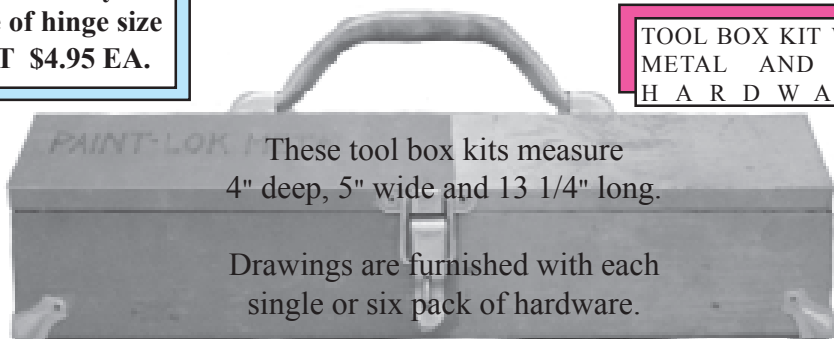 of hinge size
$4.95 EA.
TOOL BOX KIT
METAL AND
HARDWA
PAINT-LOK
These tool box kits measure
4" deep, 5" wide and 13 1/4" long.
Drawings are furnished with each
single or six pack of hardware.